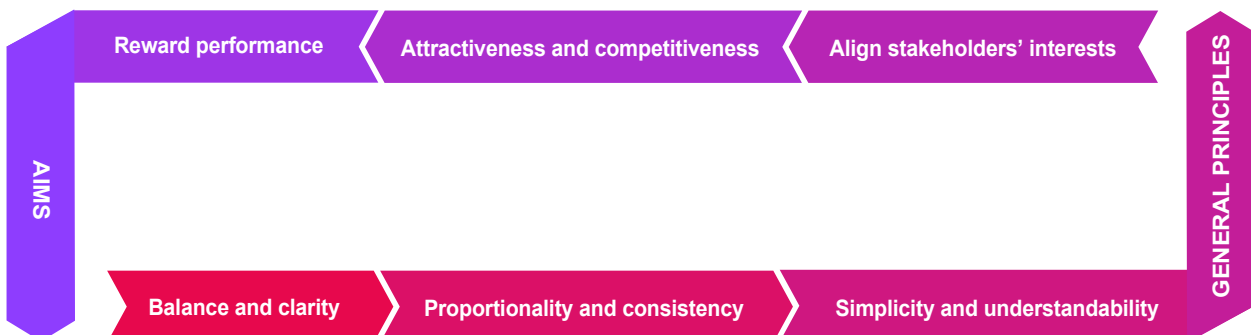 AIMS
Reward performance
Attractiveness and competitiveness
Align stakeholders’ interests
GENERAL PRINCIPLES
Balance and clarity
Proportionality and consistency
Simplicity and understandability